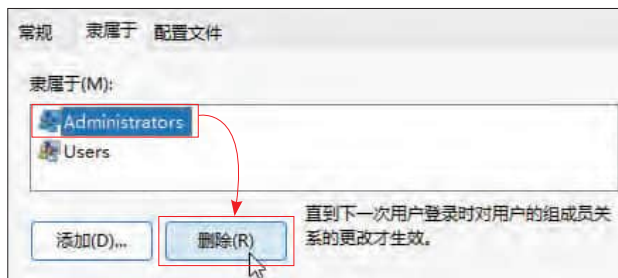 常规 隶属于 配置文件
隶属于(M):
Administrators
Users
添加(D)...
删除(R)
直到下一次用户登录时对用户的组成员关
系的更改才生效。